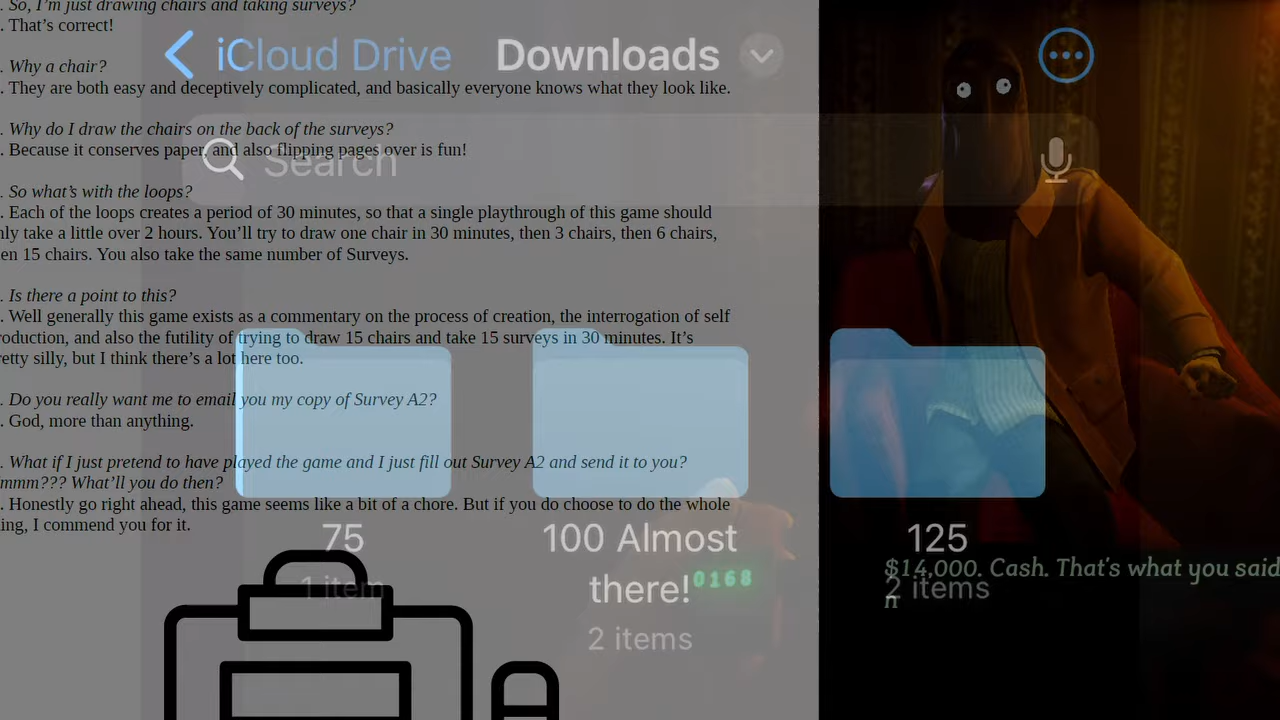 . So, I'm just drawing chairs and taking surveys?
. That's correct!
iCloud Drive
Downloads
. Why a chair?
. They are both easy and deceptively complicated, and basically everyone knows what they look like.
. Why do I draw the chairs on the back of the surveys?
. Because it conserves paper, and also flipping pages over is fun!
Search
. So what's with the loops?
. Each of the loops creates a period of 30 minutes, so that a single playthrough of this game should
nly take a little over 2 hours. You'll try to draw one chair in 30 minutes, then 3 chairs, then 6 chairs,
en 15 chairs. You also take the same number of Surveys.
. Is there a point to this?
. Well generally this game exists as a commentary on the process of creation, the interrogation of self
roduction, and also the futility of trying to draw 15 chairs and take 15 surveys in 30 minutes. It's
retty silly, but I think there's a lot here too.
. Do you really want me to email you my copy of Survey A2?
. God, more than anything.
. What if I just pretend to have played the game and I just fill out Survey A2 and send it to you?
mmm??? What'll you do then?
. Honestly go right ahead, this game seems like a bit of a chore. But if you do choose to do the whole
ing, I commend you for it.
75
1 item
100 Almost
there!
2 items
125
2 items
0168
$14,000. Cash. That's what you said
n